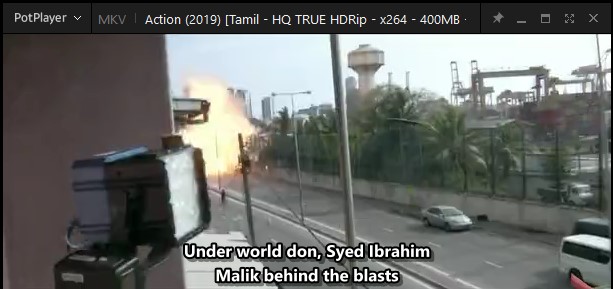 PotPlayer
MKV
Action (2019) [Tamil - HQ TRUE HDRip - x264 - 400MB -
Under world don, Syed Ibrahim
Malik behind the blasts